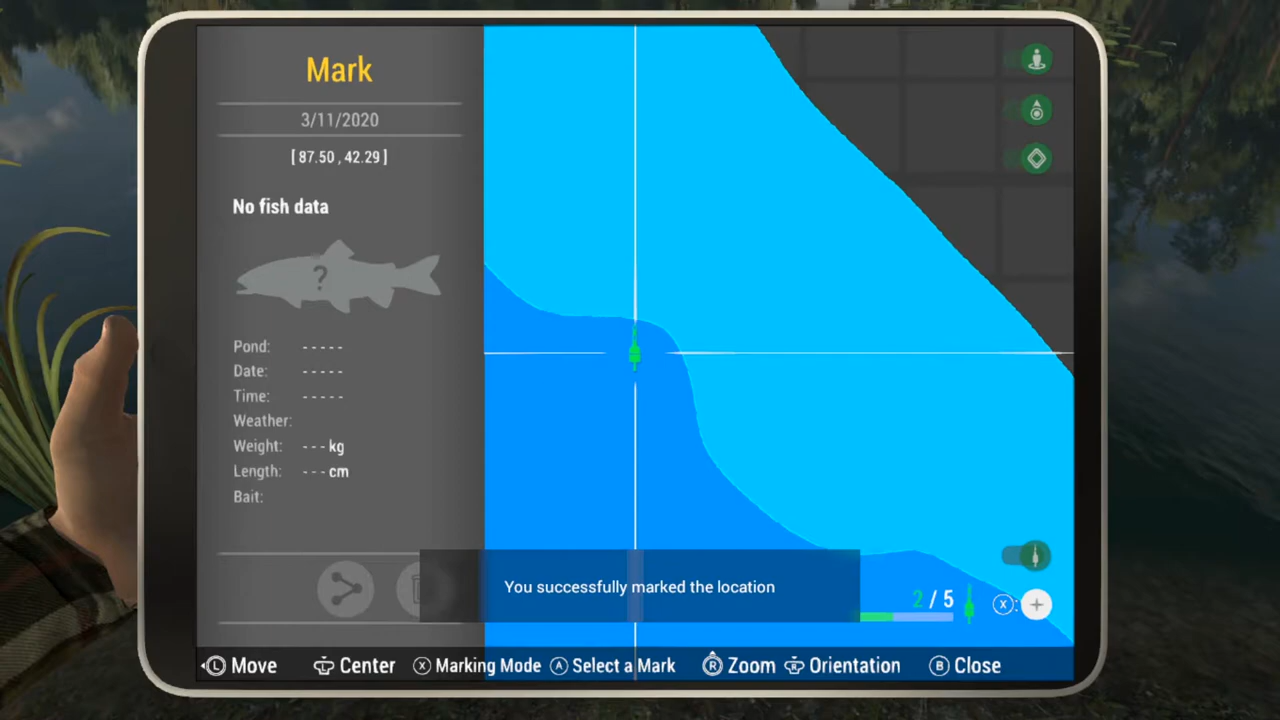 Mark
3/11/2020
[ 87.50 , 42.29 ]
No fish data
?
Pond: - - - - -
Date: - - - - -
Time: - - - - -
Weather:
Weight: - - - kg
Length: - - - cm
Bait:
You successfully marked the location
2 / 5
X :
L Move L Center X Marking Mode A Select a Mark R Zoom R Orientation B Close